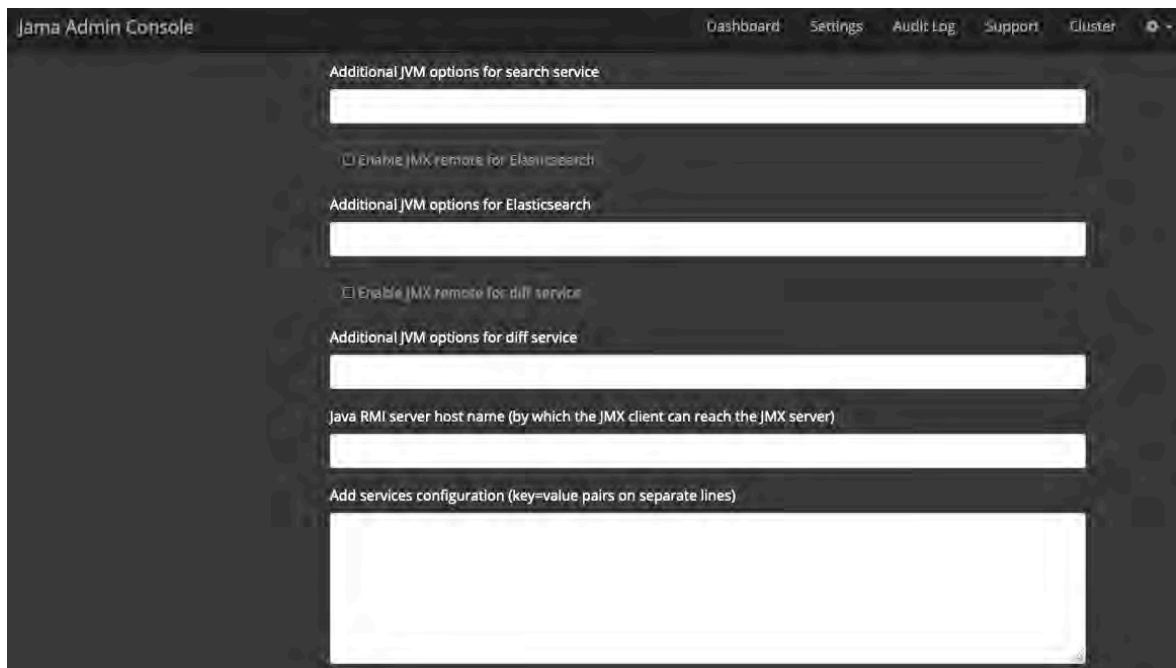 Jama Admin Console
Dashboard Settings Audit Log Support Cluster
Additional JVM options for search service
Enable JMX remote for Elasticsearch
Additional JVM options for Elasticsearch
Enable JMX remote for diff service
Additional JVM options for diff service
Java RMI server host name (by which the JMX client can reach the JMX server)
Add services configuration (key=value pairs on separate lines)